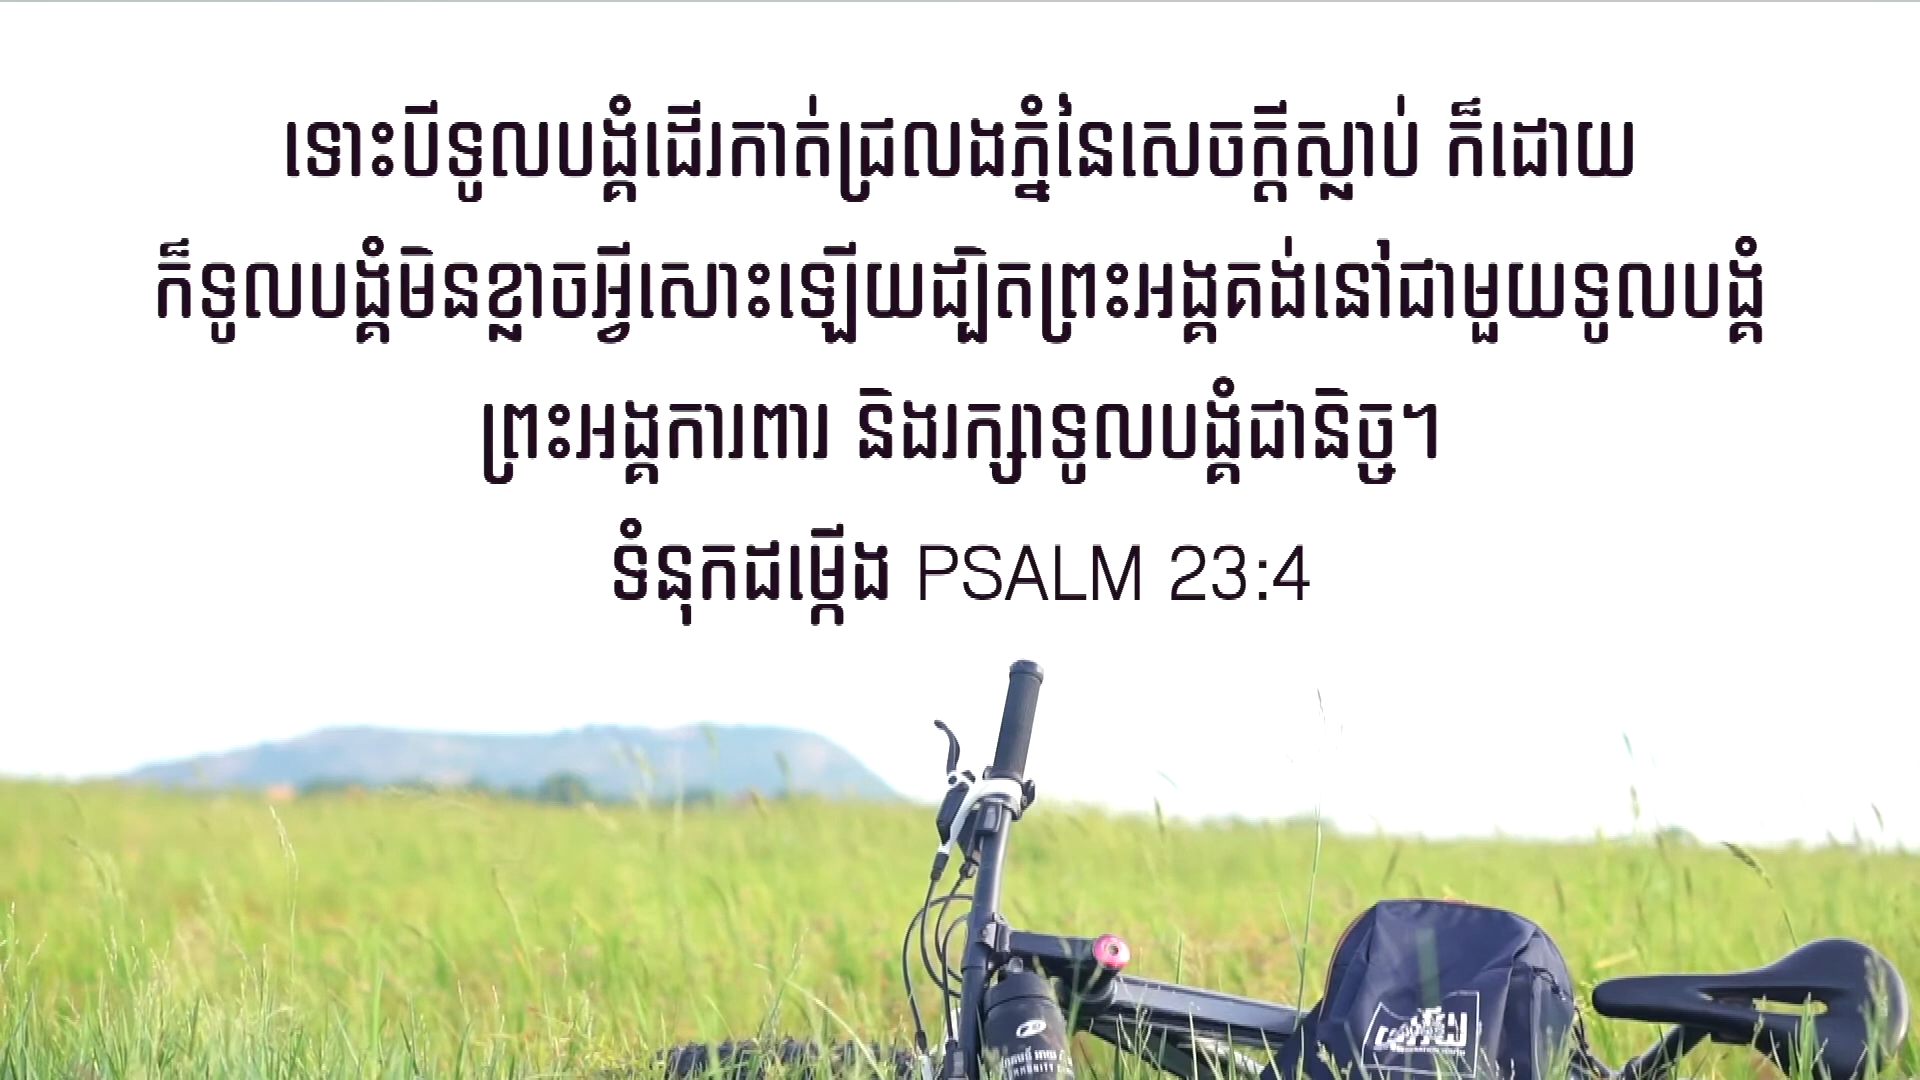 ទោះបីទូលបង្គំដើរកាត់ជ្រលងភ្នំនៃសេចក្ដីស្លាប់ ក៏ដោយ
ក៏ទូលបង្គំមិនខ្លាចអ្វីសោះឡើយដ្បិតព្រះអង្គគង់នៅជាមួយទូលបង្គំ
ព្រះអង្គការពារ និងរក្សាទូលបង្គំជានិច្ច។
ទំនុកដម្កើង PSALM 23:4